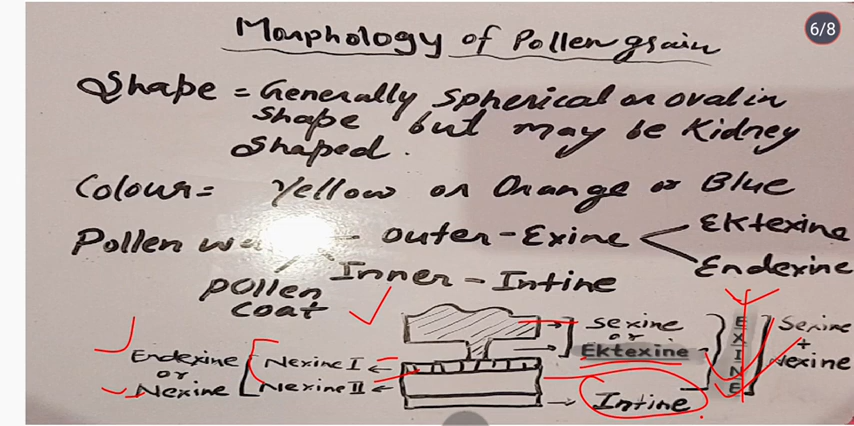 6/8
Morphology of Pollen grain
Shape = Generally Spherical or oval in
shape but may be Kidney
Shaped.
Colour = Yellow or Orange or Blue
Pollen outer - Exine Ektexine
Inner - Intine Endexine
pollen
coat
Sexine
or
Ektexine
EXINE
Sexine
+
Nexine
Endexine
or
Nexine
Nexine I
Nexine II
Intine